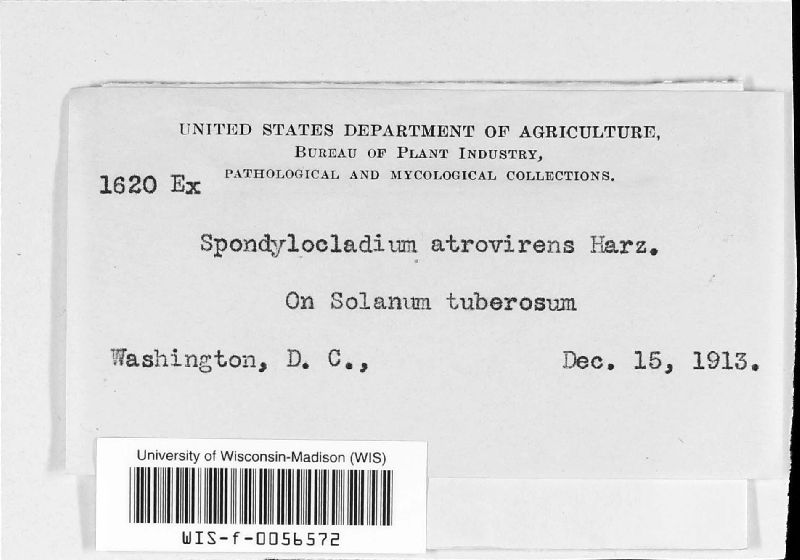 UNITED STATES DEPARTMENT OF AGRICULTURE,
BUREAU OF PLANT INDUSTRY,
PATHOLOGICAL AND MYCOLOGICAL COLLECTIONS.
1620 Ex
Spondylocladium atrovirens Harz.
On Solanum tuberosum
Washington, D. C., Dec. 15, 1913.
University of Wisconsin-Madison (WIS)
WIS-f-0056572